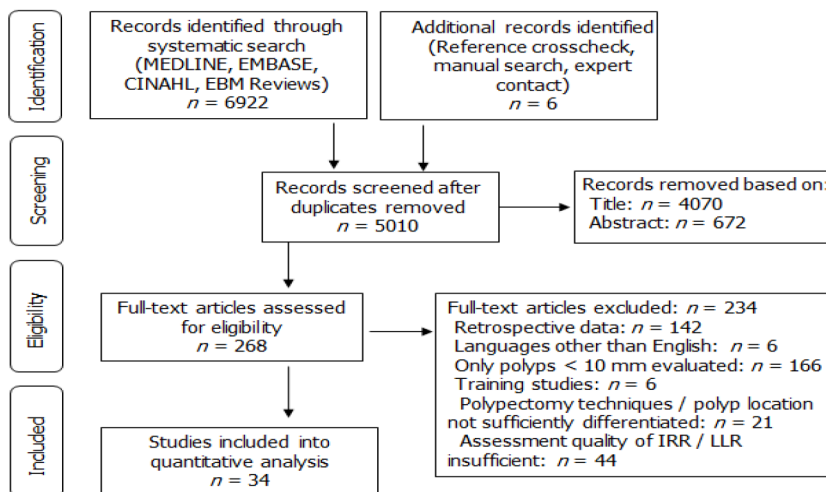 Identification
Records identified through
systematic search
(MEDLINE, EMBASE,
CINAHL, EBM Reviews)
n = 6922
Additional records identified
(Reference crosscheck,
manual search, expert
contact)
n = 6
Screening
Records screened after
duplicates removed
n = 5010
Records removed based on:
Title: n = 4070
Abstract: n = 672
Eligibility
Full-text articles assessed
for eligibility
n = 268
Full-text articles excluded: n = 234
Retrospective data: n = 142
Languages other than English: n = 6
Only polyps < 10 mm evaluated: n = 166
Training studies: n = 6
Polypectomy techniques / polyp location
not sufficiently differentiated: n = 21
Assessment quality of IRR / LLR
insufficient: n = 44
Included
Studies included into
quantitative analysis
n = 34